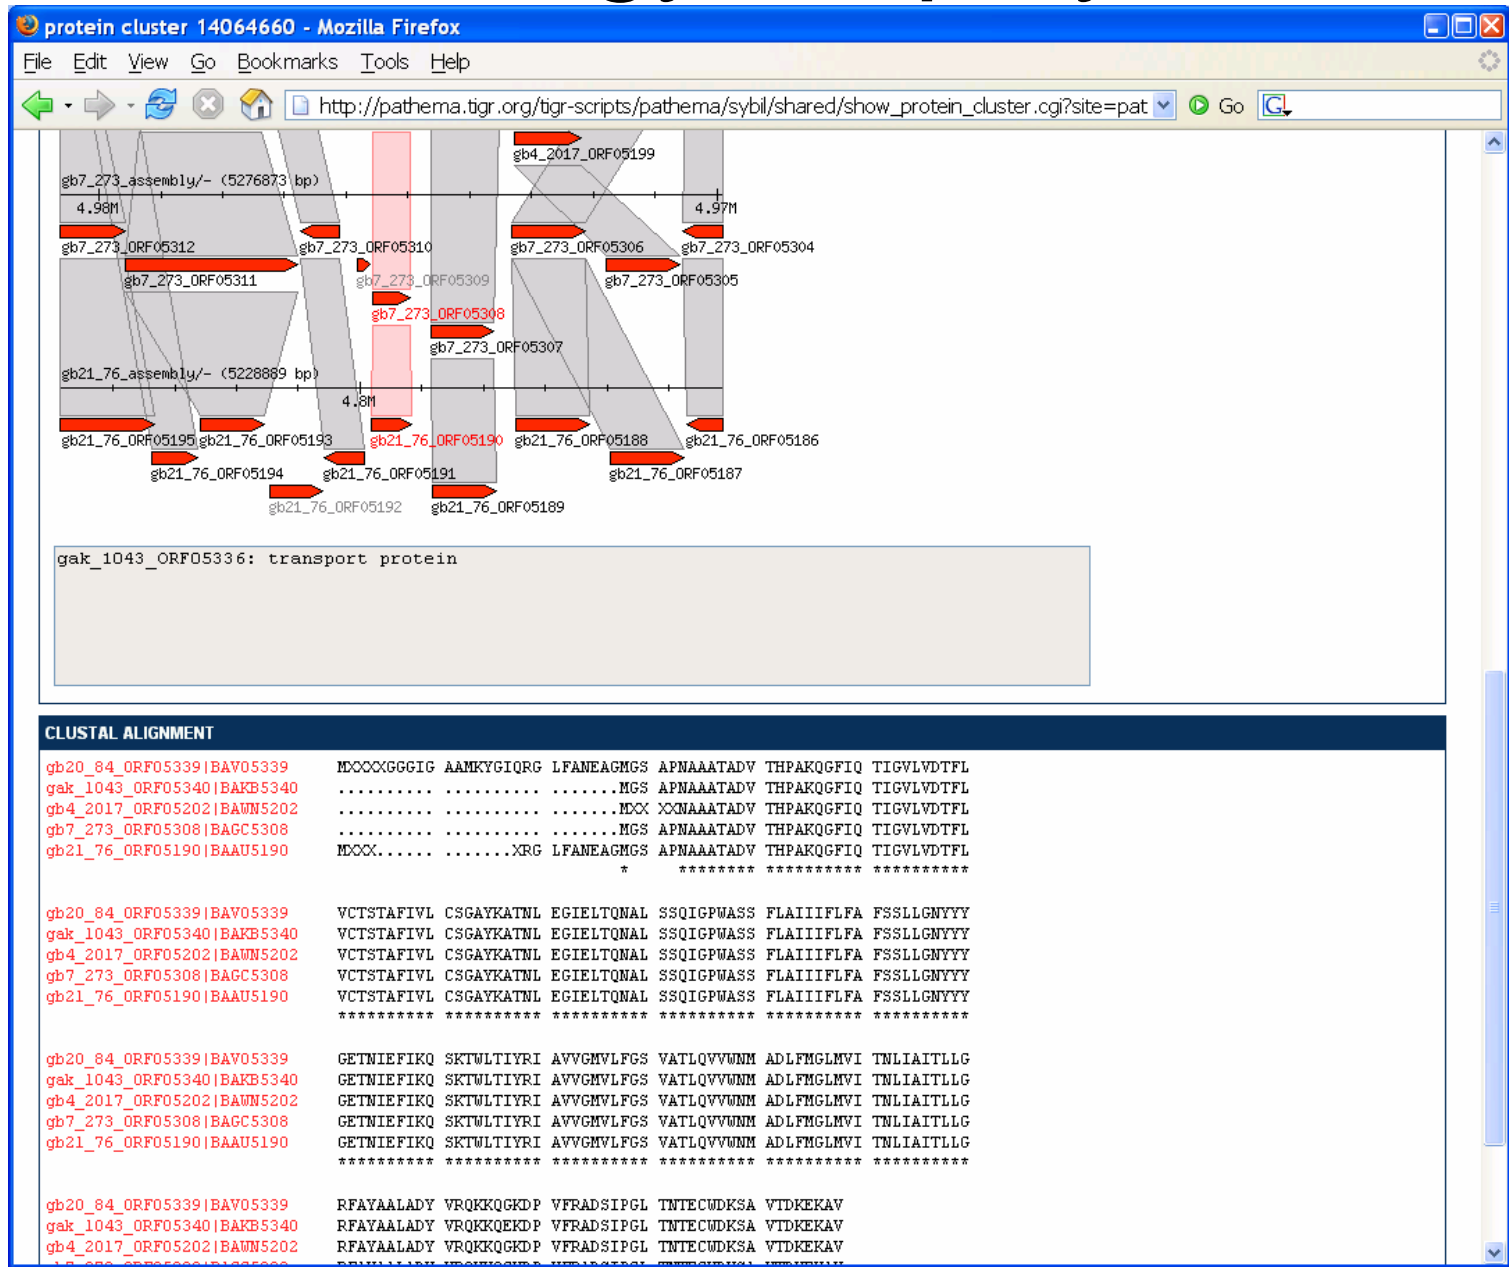 protein cluster 14064660 - Mozilla Firefox
File Edit View Go Bookmarks Tools Help
http://pathema.tigr.org/tigr-scripts/pathema/sybil/shared/show_protein_cluster.cgi?site=pat Go G
gb4_2017_ORF05199
gb7_273_assembly/- (5276873 bp)
4.98M 4.97M
gb7_273_ORF05312 gb7_273_ORF05310 gb7_273_ORF05306 gb7_273_ORF05304
gb7_273_ORF05311 gb7_273_ORF05309 gb7_273_ORF05305
gb7_273_ORF05308
gb7_273_ORF05307
gb21_76_assembly/- (5228889 bp)
4.8M
gb21_76_ORF05195 gb21_76_ORF05193 gb21_76_ORF05190 gb21_76_ORF05188 gb21_76_ORF05186
gb21_76_ORF05194 gb21_76_ORF05191 gb21_76_ORF05187
gb21_76_ORF05192 gb21_76_ORF05189
gak_1043_ORF05336: transport protein
CLUSTAL ALIGNMENT
gb20_84_ORF05339|BAV05339 MXXXXGGGIG AAMKYGIQRG LFANEAGMGS APNAAATADV THPAKQGFIQ TIGVLVDTFL
gak_1043_ORF05340|BAKB5340 .......... .......... .......MGS APNAAATADV THPAKQGFIQ TIGVLVDTFL
gb4_2017_ORF05202|BAWN5202 .......... .......... .......MXX XXNAAATADV THPAKQGFIQ TIGVLVDTFL
gb7_273_ORF05308|BAGC5308 .......... .......... .......MGS APNAAATADV THPAKQGFIQ TIGVLVDTFL
gb21_76_ORF05190|BAAU5190 MXXX...... .......XRG LFANEAGMGS APNAAATADV THPAKQGFIQ TIGVLVDTFL
* ******** ********** **********
gb20_84_ORF05339|BAV05339 VCTSTAFIVL CSGAYKATNL EGIELTQNAL SSQIGPWASS FLAIIIFLFA FSSLLGNYYY
gak_1043_ORF05340|BAKB5340 VCTSTAFIVL CSGAYKATNL EGIELTQNAL SSQIGPWASS FLAIIIFLFA FSSLLGNYYY
gb4_2017_ORF05202|BAWN5202 VCTSTAFIVL CSGAYKATNL EGIELTQNAL SSQIGPWASS FLAIIIFLFA FSSLLGNYYY
gb7_273_ORF05308|BAGC5308 VCTSTAFIVL CSGAYKATNL EGIELTQNAL SSQIGPWASS FLAIIIFLFA FSSLLGNYYY
gb21_76_ORF05190|BAAU5190 VCTSTAFIVL CSGAYKATNL EGIELTQNAL SSQIGPWASS FLAIIIFLFA FSSLLGNYYY
********** ********** ********** ********** ********** **********
gb20_84_ORF05339|BAV05339 GETNIEFIKQ SKTWLTIYRI AVVGMVLFGS VATLQVVWNM ADLFMGLMVI TNLIAITLLG
gak_1043_ORF05340|BAKB5340 GETNIEFIKQ SKTWLTIYRI AVVGMVLFGS VATLQVVWNM ADLFMGLMVI TNLIAITLLG
gb4_2017_ORF05202|BAWN5202 GETNIEFIKQ SKTWLTIYRI AVVGMVLFGS VATLQVVWNM ADLFMGLMVI TNLIAITLLG
gb7_273_ORF05308|BAGC5308 GETNIEFIKQ SKTWLTIYRI AVVGMVLFGS VATLQVVWNM ADLFMGLMVI TNLIAITLLG
gb21_76_ORF05190|BAAU5190 GETNIEFIKQ SKTWLTIYRI AVVGMVLFGS VATLQVVWNM ADLFMGLMVI TNLIAITLLG
********** ********** ********** ********** ********** **********
gb20_84_ORF05339|BAV05339 RFAYAALADY VRQKKQGKDP VFRADSIPGL TNTECWDKSA VTDKEKAV
gak_1043_ORF05340|BAKB5340 RFAYAALADY VRQKKQEKDP VFRADSIPGL TNTECWDKSA VTDKEKAV
gb4_2017_ORF05202|BAWN5202 RFAYAALADY VRQKKQGKDP VFRADSIPGL TNTECWDKSA VTDKEKAV